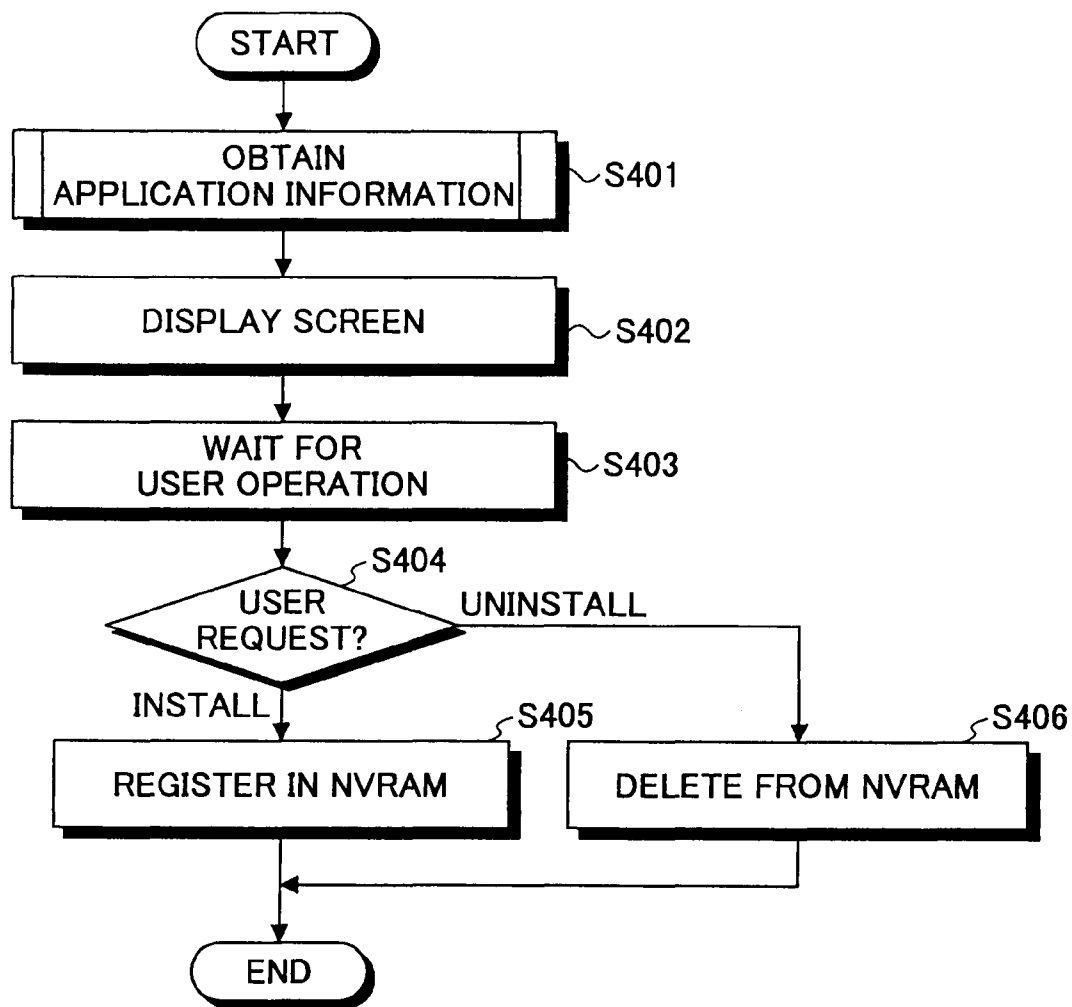 START
OBTAIN
APPLICATION INFORMATION
S401
DISPLAY SCREEN
S402
WAIT FOR
USER OPERATION
S403
S404
USER
REQUEST?
UNINSTALL
INSTALL
S405
REGISTER IN NVRAM
S406
DELETE FROM NVRAM
END